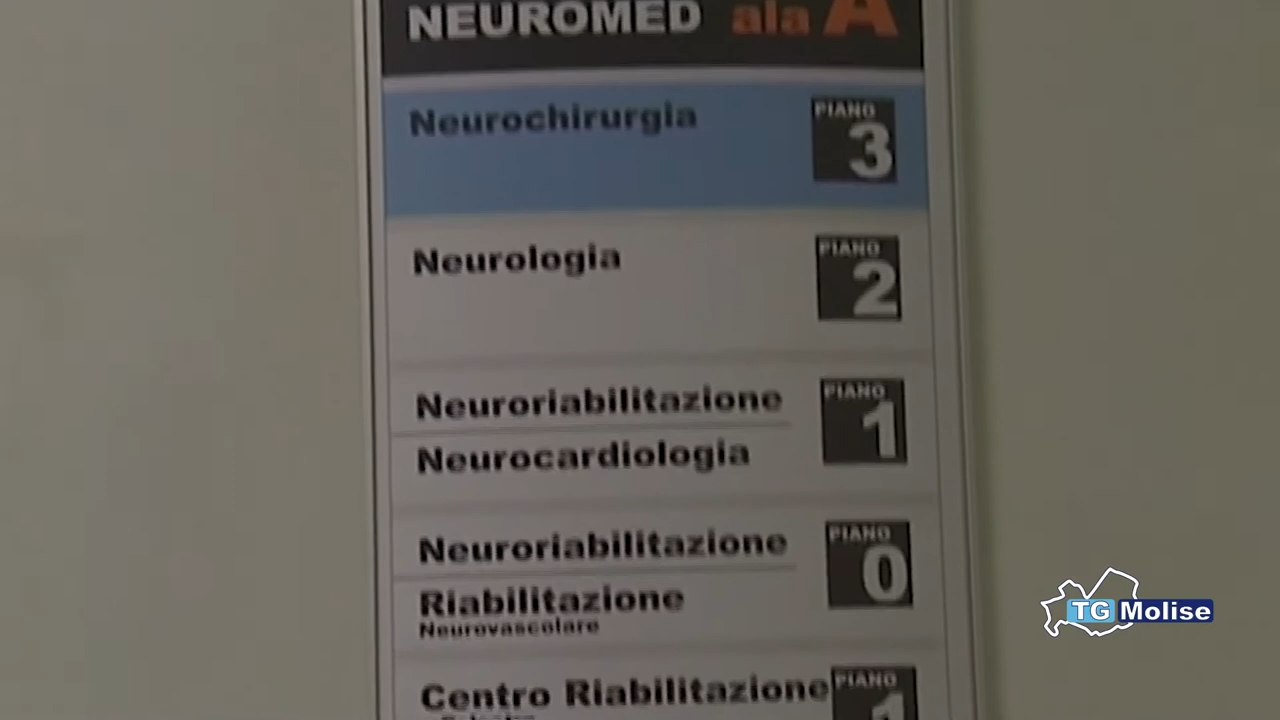 NEUROMED ala A
Neurochirurgia PIANO 3
Neurologia PIANO 2
Neuroriabilitazione PIANO 1
Neurocardiologia
Neuroriabilitazione PIANO 0
Riabilitazione
Neurovascolare
Centro Riabilitazione PIANO
TG Molise